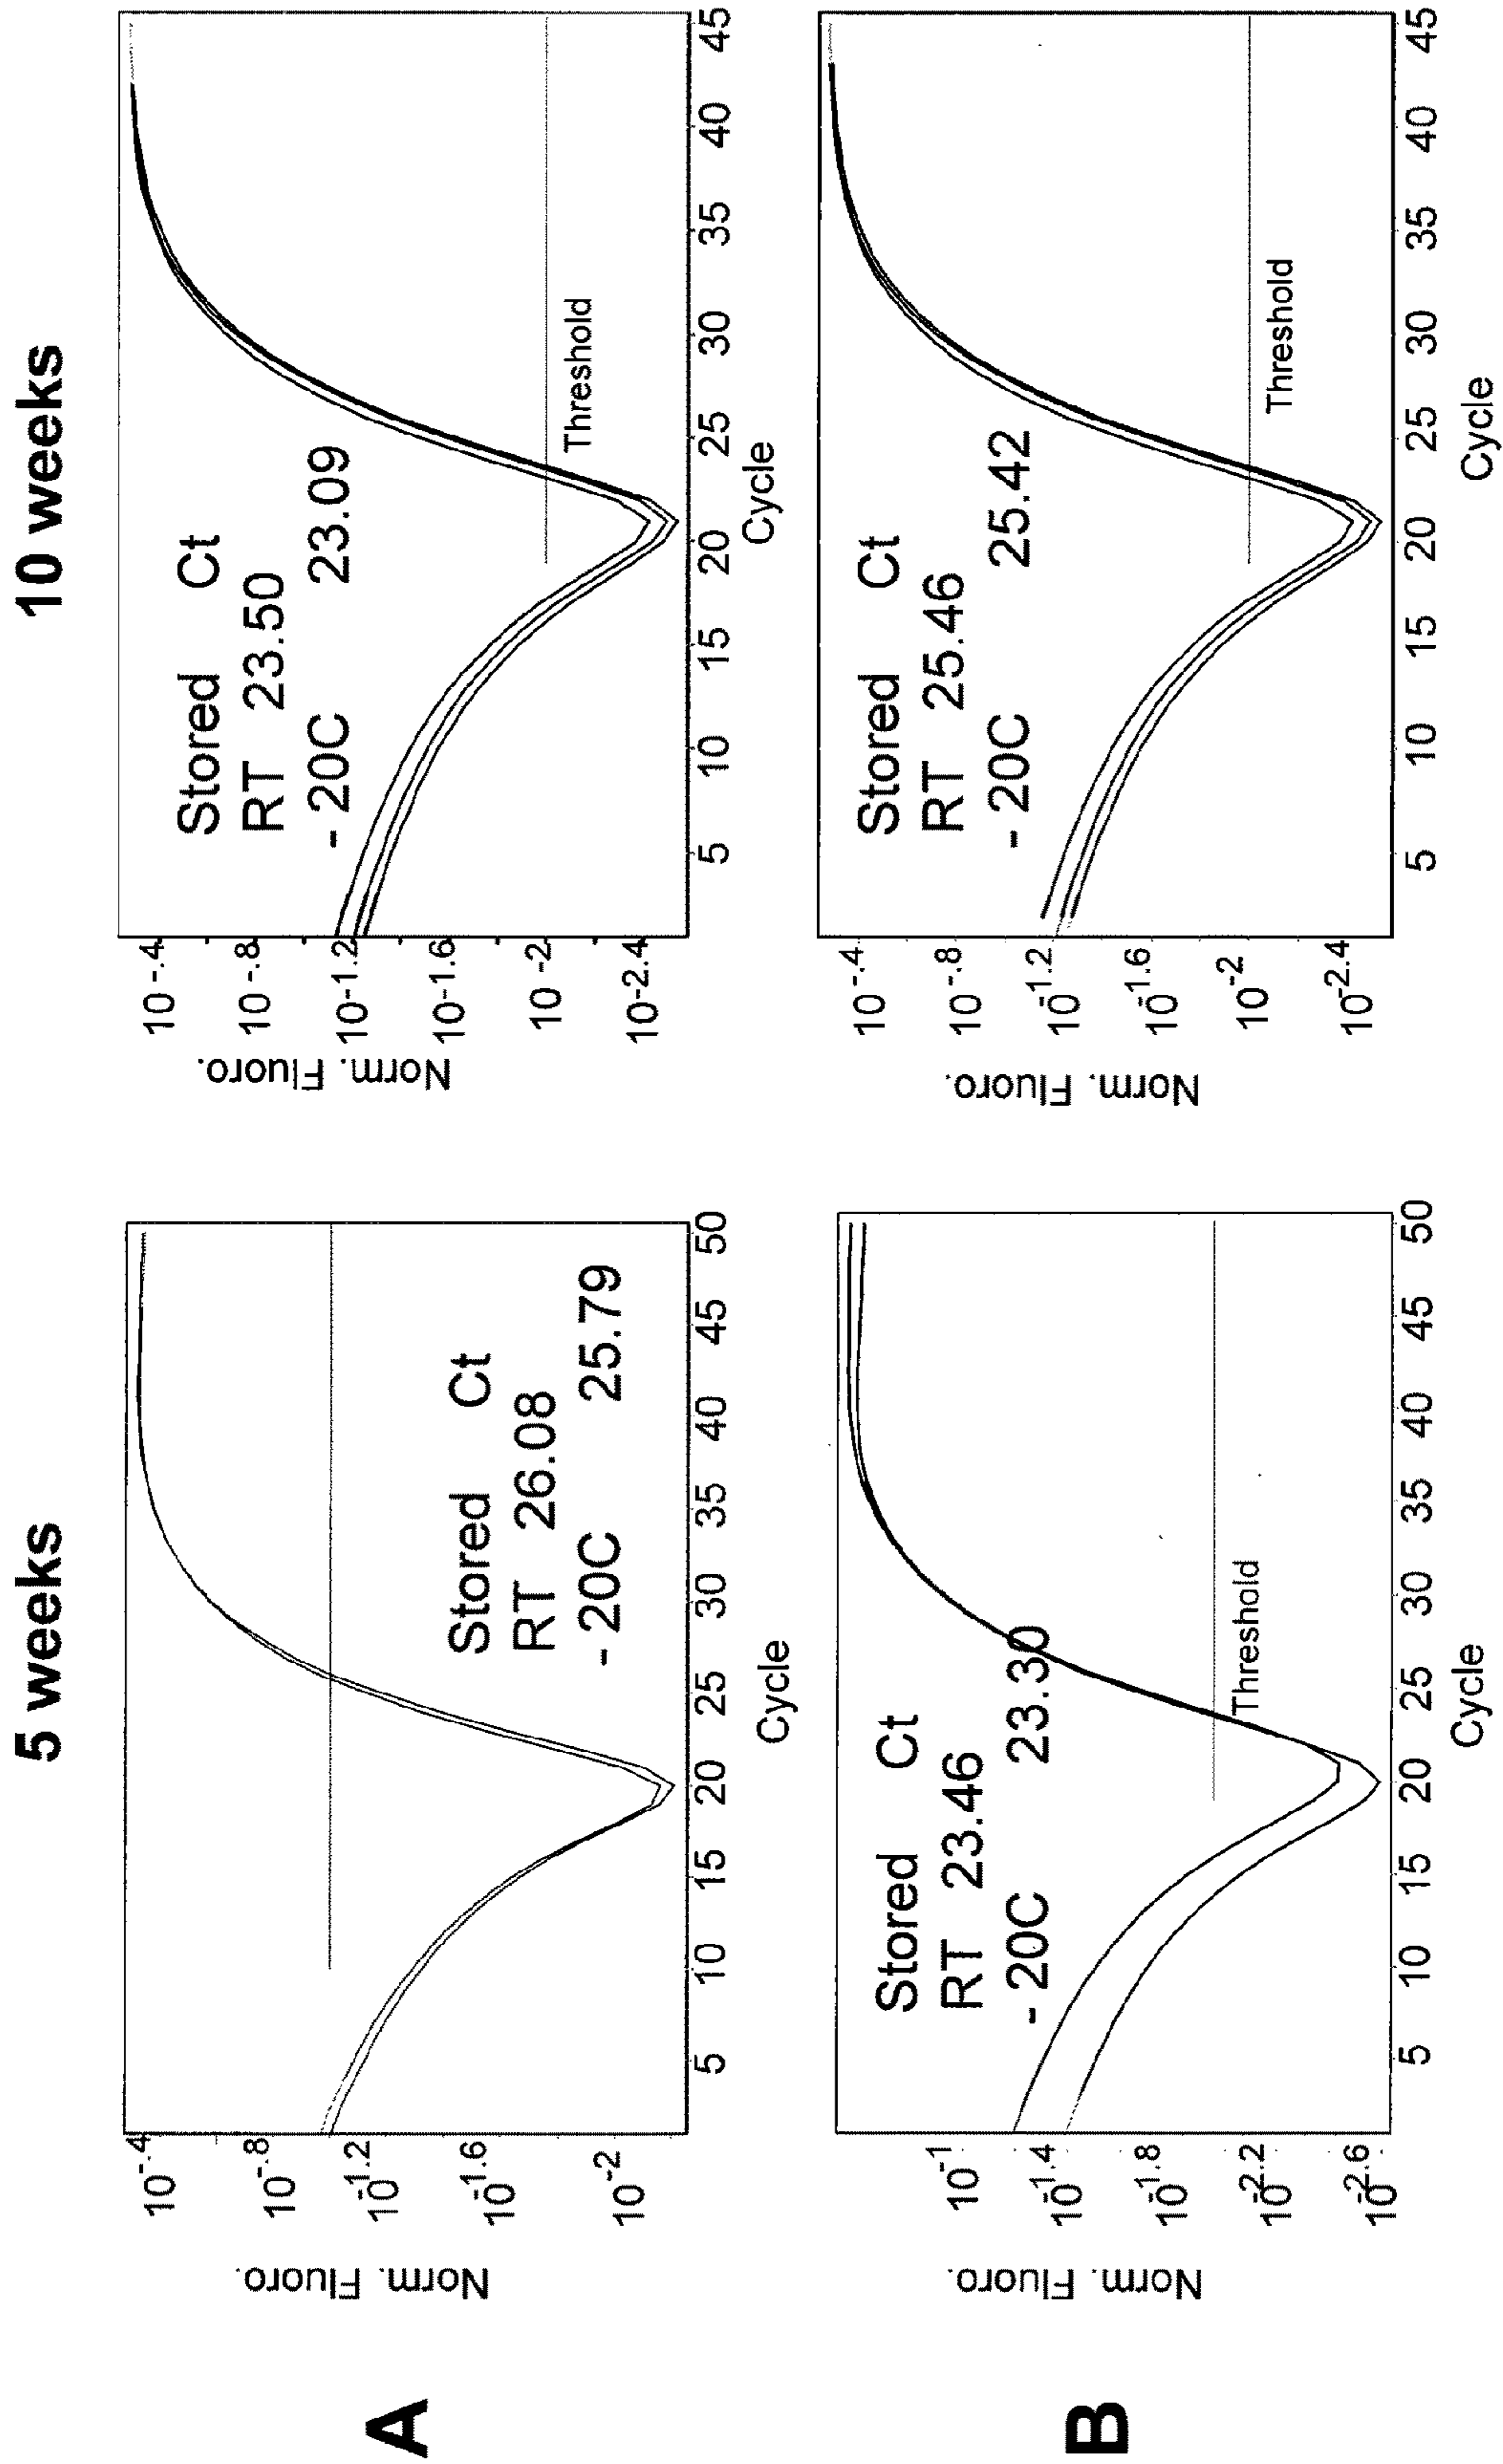 5 weeks
10 weeks
A
Norm. Fluoro.
10-.4
10-.8
10-1.2
10-1.6
10-2
Stored Ct
RT 26.08
- 20C 25.79
5 10 15 20 25 30 35 40 45 50
Cycle
Norm. Fluoro.
10-.4
10-.8
10-1.2
10-1.6
10-2
10-2.4
Stored Ct
RT 23.50
- 20C 23.09
Threshold
5 10 15 20 25 30 35 40 45
Cycle
B
Norm. Fluoro.
10-1
10-1.4
10-1.8
10-2.2
10-2.6
Stored Ct
RT 23.46
- 20C 23.30
Threshold
5 10 15 20 25 30 35 40 45 50
Cycle
Norm. Fluoro.
10-.4
10-.8
10-1.2
10-1.6
10-2
10-2.4
Stored Ct
RT 25.46
- 20C 25.42
Threshold
5 10 15 20 25 30 35 40 45
Cycle